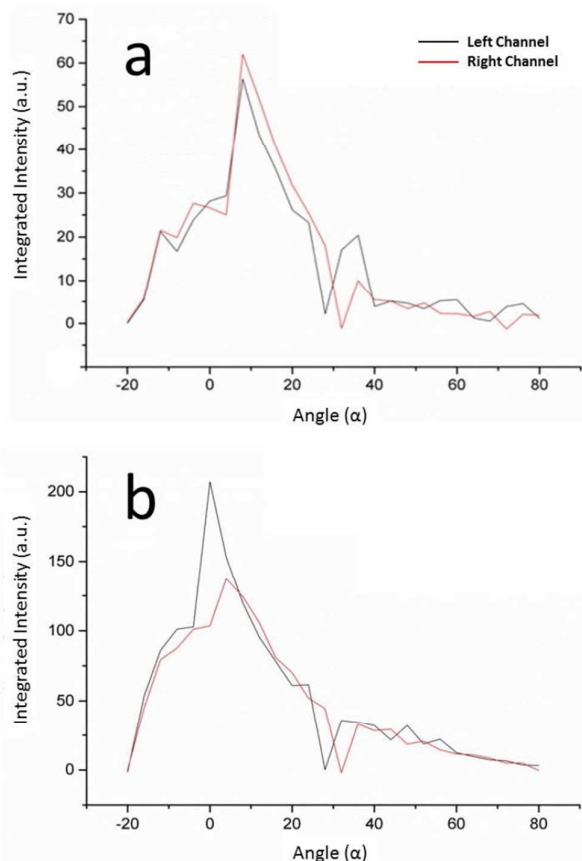 a
Left Channel
Right Channel
Integrated Intensity (a.u.)
70
60
50
40
30
20
10
0
-20 0 20 40 60 80
Angle (α)
b
Integrated Intensity (a.u.)
200
150
100
50
0
-20 0 20 40 60 80
Angle (α)